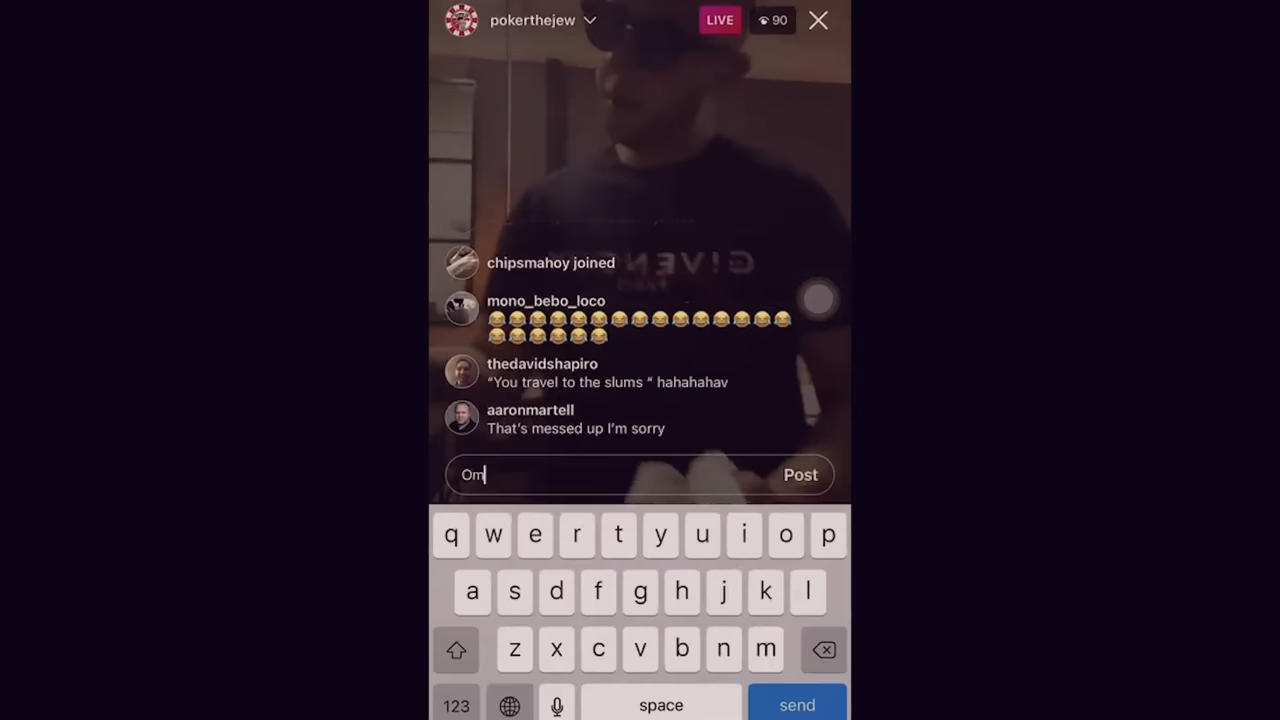 pokerthejew
LIVE
90
GIVEN
chipsmahoy joined
mono_bebo_loco
😂😂😂😂😂😂😂😂😂😂😂😂😂😂😂
😂😂😂😂😂😂
thedavidshapiro
“You travel to the slums “ hahahahav
aaronmartell
That's messed up I'm sorry
Om
Post
q w e r t y u i o p
a s d f g h j k l
z x c v b n m
123
space
send